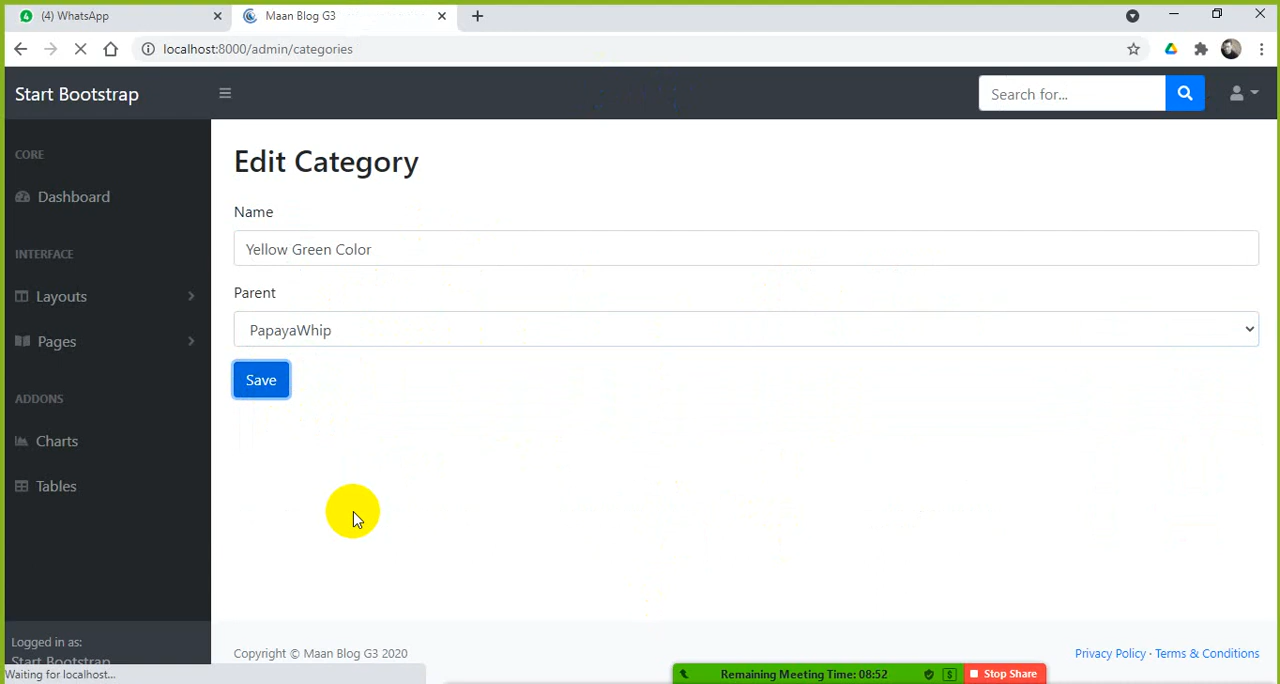 (4) WhatsApp
Maan Blog G3
localhost:8000/admin/categories
Start Bootstrap
Search for...
CORE
Dashboard
INTERFACE
Layouts
Pages
ADDONS
Charts
Tables
Logged in as:
Start Bootstrap
Waiting for localhost...
Edit Category
Name
Yellow Green Color
Parent
PapayaWhip
Save
Copyright © Maan Blog G3 2020
Privacy Policy · Terms & Conditions
Remaining Meeting Time: 08:52
Stop Share